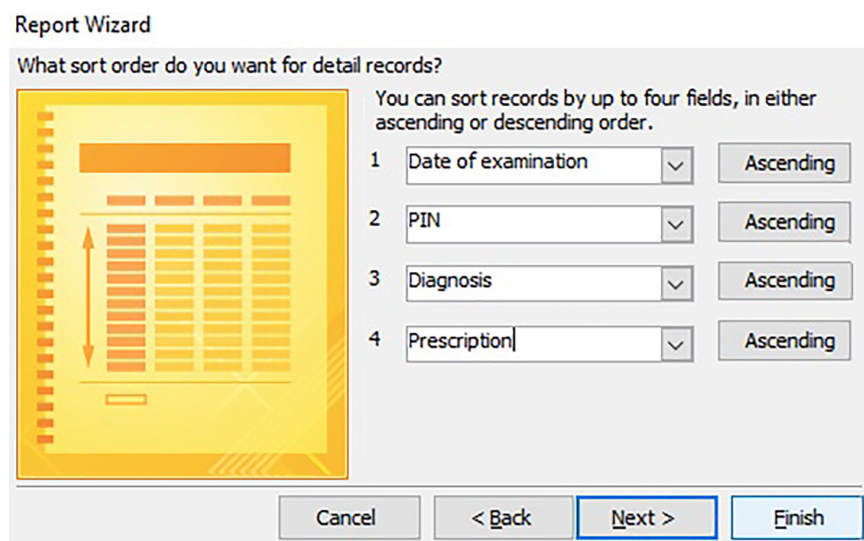 Report Wizard
What sort order do you want for detail records?
You can sort records by up to four fields, in either
ascending or descending order.
1 Date of examination Ascending
2 PIN Ascending
3 Diagnosis Ascending
4 Prescription Ascending
Cancel < Back Next > Finish